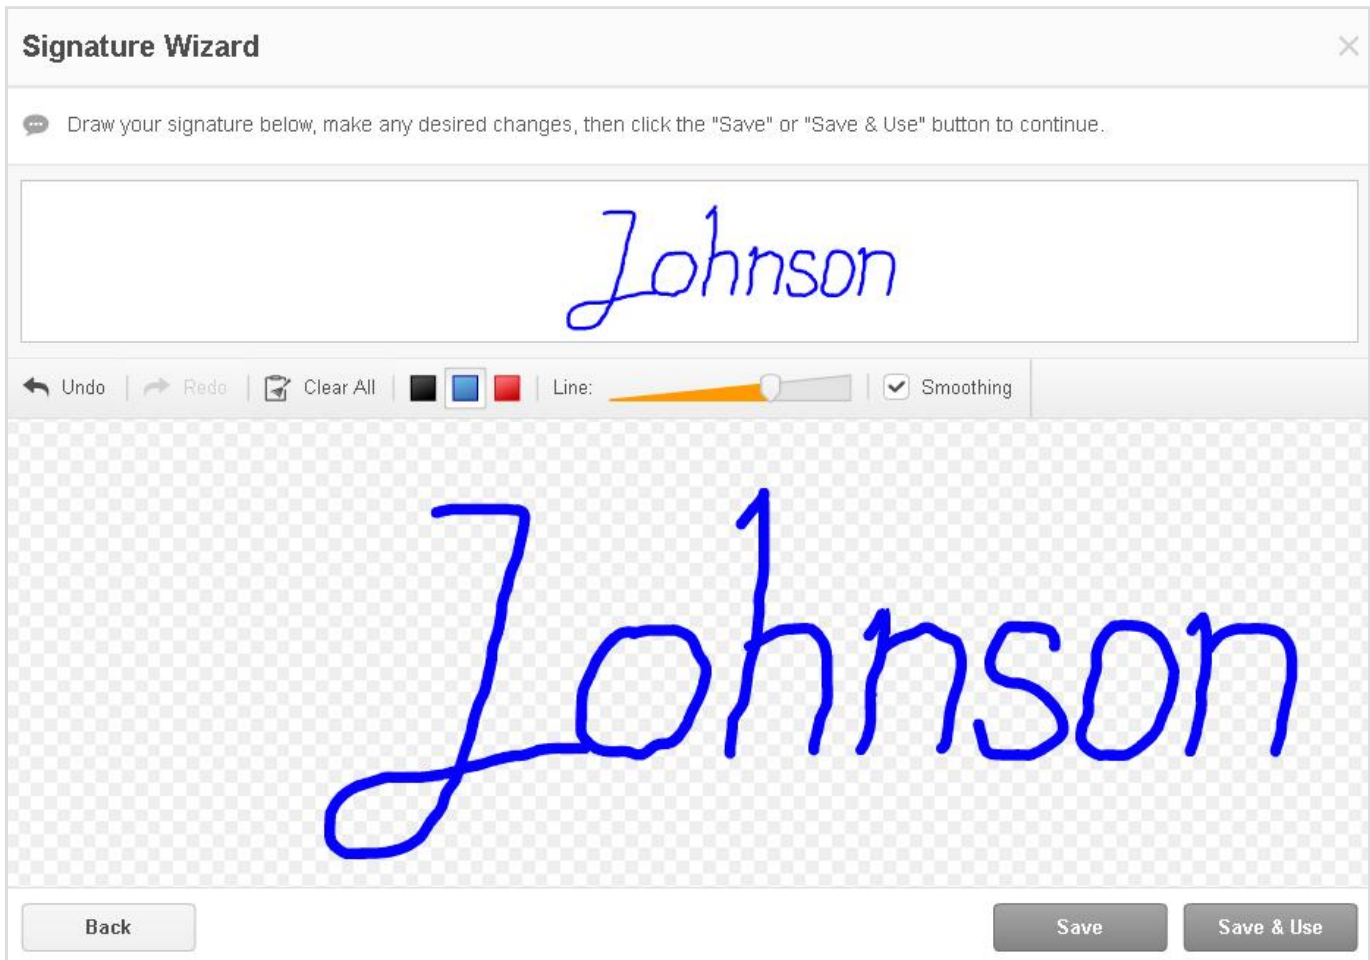 Signature Wizard
Draw your signature below, make any desired changes, then click the "Save" or "Save & Use" button to continue.
Johnson
Undo Redo Clear All Line: Smoothing
Johnson
Back Save Save & Use